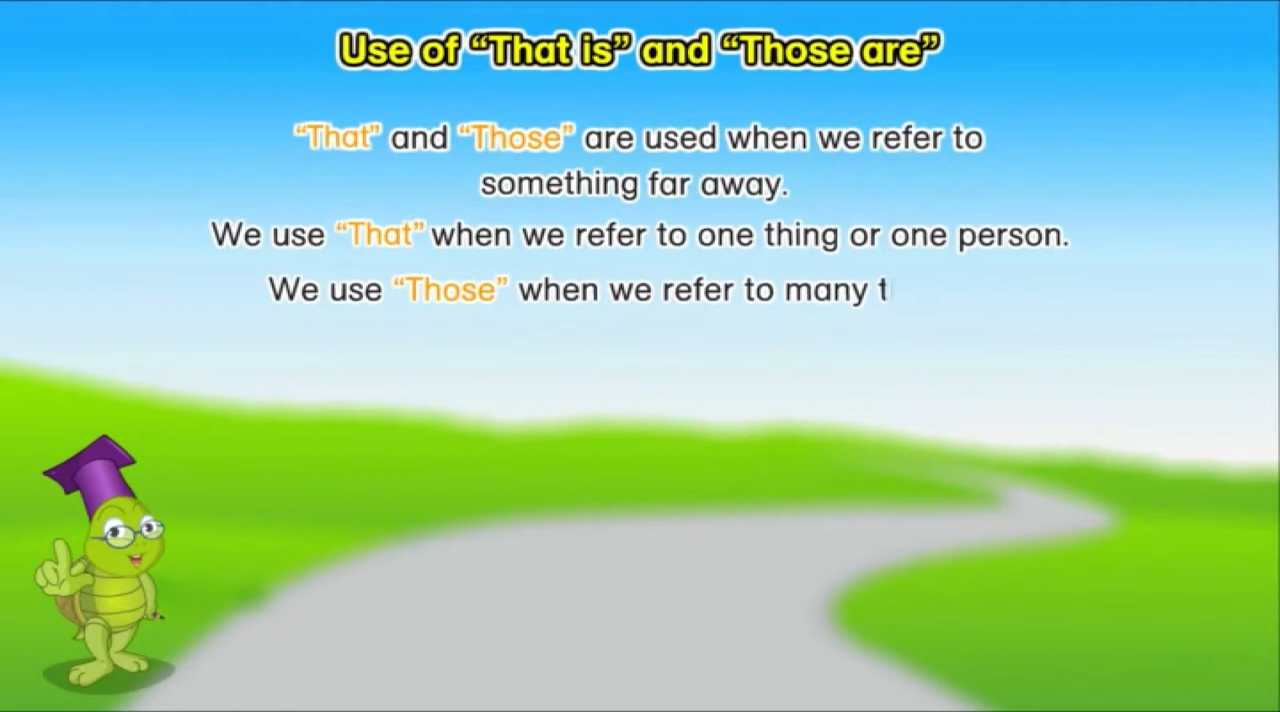 Use of “That is” and “Those are”
“That” and “Those” are used when we refer to
something far away.
We use “That” when we refer to one thing or one person.
We use “Those” when we refer to many t